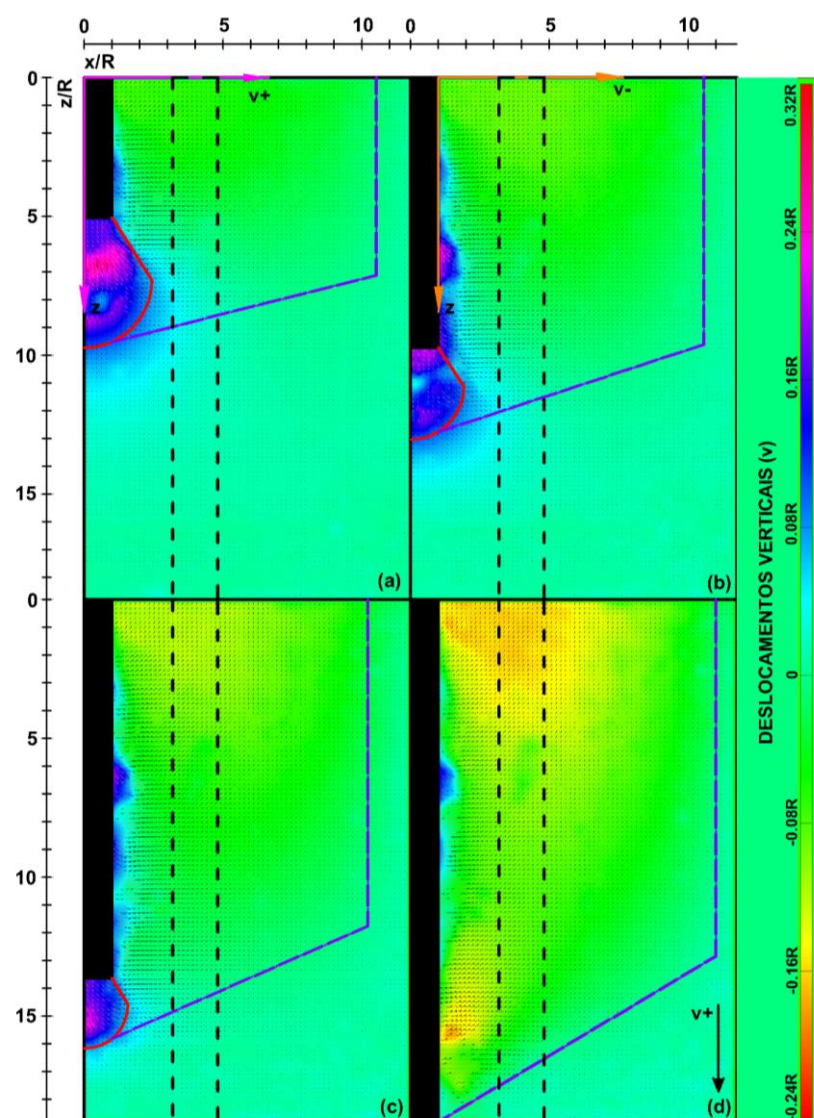 0 5 10 0 5 10
x/R
z/R
0
v+
v-
5
z
z
10
15
(a)
(b)
0
5
10
15
v+
(c)
(d)
DESLOCAMENTOS VERTICAIS (v)
0.32R
0.24R
0.16R
0.08R
0
-0.08R
-0.16R
0.24R